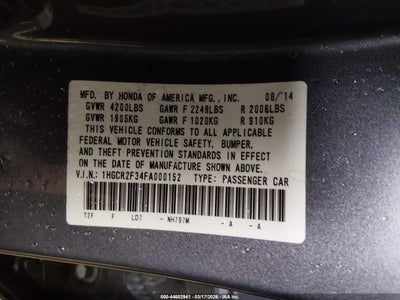 MFD. BY HONDA OF AMERICA MFG., INC. 08/14
GVWR 4200LBS GAWR F 2249LBS R 2006LBS
GVWR 1905KG GAWR F 1020KG R 910KG
THIS VEHICLE CONFORMS TO ALL APPLICABLE
FEDERAL MOTOR VEHICLE SAFETY, BUMPER,
AND THEFT PREVENTION STANDARDS IN EFFECT
ON THE DATE OF MANUFACTURE SHOWN ABOVE.
V.I.N.: 1HGCR2F34FA000152 TYPE: PASSENGER CAR
T2F F LD7 - NH797M - A - A
000-44602941 - 03/17/2026 - IAA Inc.